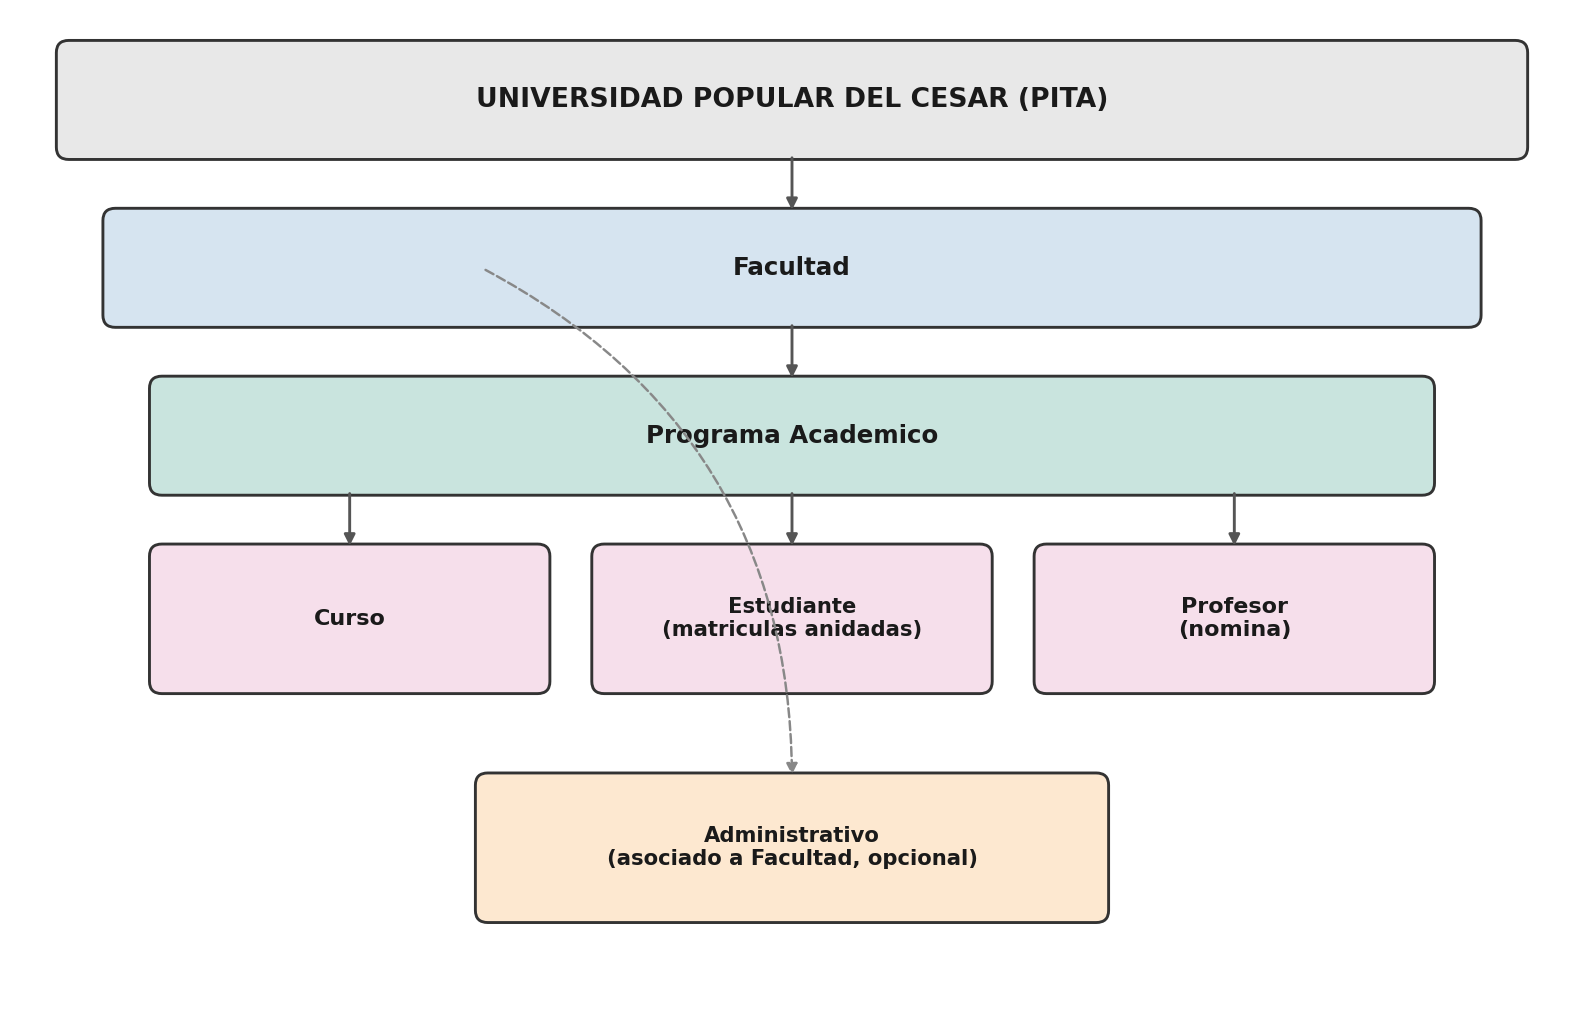 UNIVERSIDAD POPULAR DEL CESAR (PITA)
Facultad
Programa Academico
Curso
Estudiante
(matriculas anidadas)
Profesor
(nomina)
Administrativo
(asociado a Facultad, opcional)